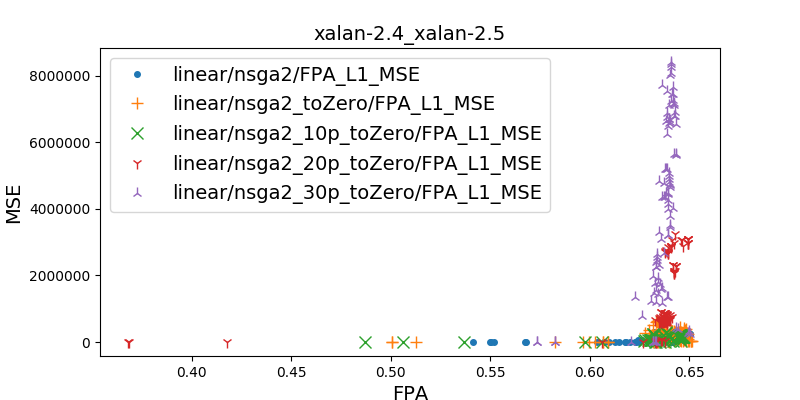 xalan-2.4_xalan-2.5
linear/nsga2/FPA_L1_MSE
linear/nsga2_toZero/FPA_L1_MSE
linear/nsga2_10p_toZero/FPA_L1_MSE
linear/nsga2_20p_toZero/FPA_L1_MSE
linear/nsga2_30p_toZero/FPA_L1_MSE
MSE
8000000
6000000
4000000
2000000
0
0.40 0.45 0.50 0.55 0.60 0.65
FPA